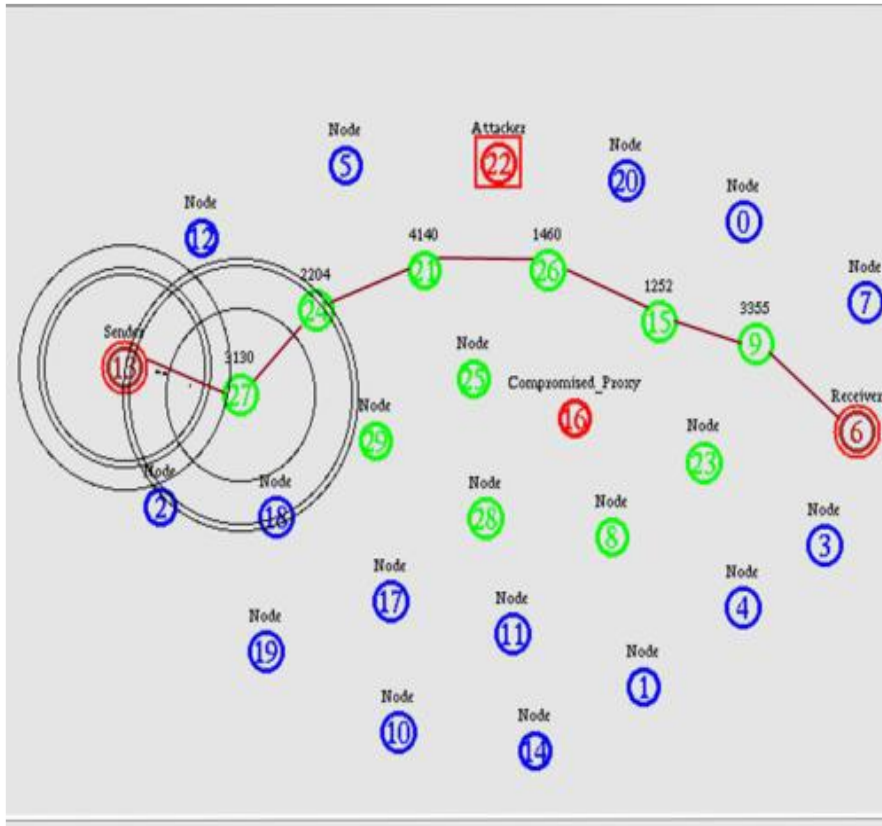 Node
5
Attacker
22
Node
20
Node
0
Node
12
4140
21
1460
26
Node
7
2204
24
1252
15
3355
9
Sender
13
3130
27
Node
25
Compromised_Proxy
16
Receiver
6
Node
29
Node
23
Node
2
Node
18
Node
28
8
Node
3
Node
17
Node
11
Node
4
Node
19
Node
1
Node
10
Node
14